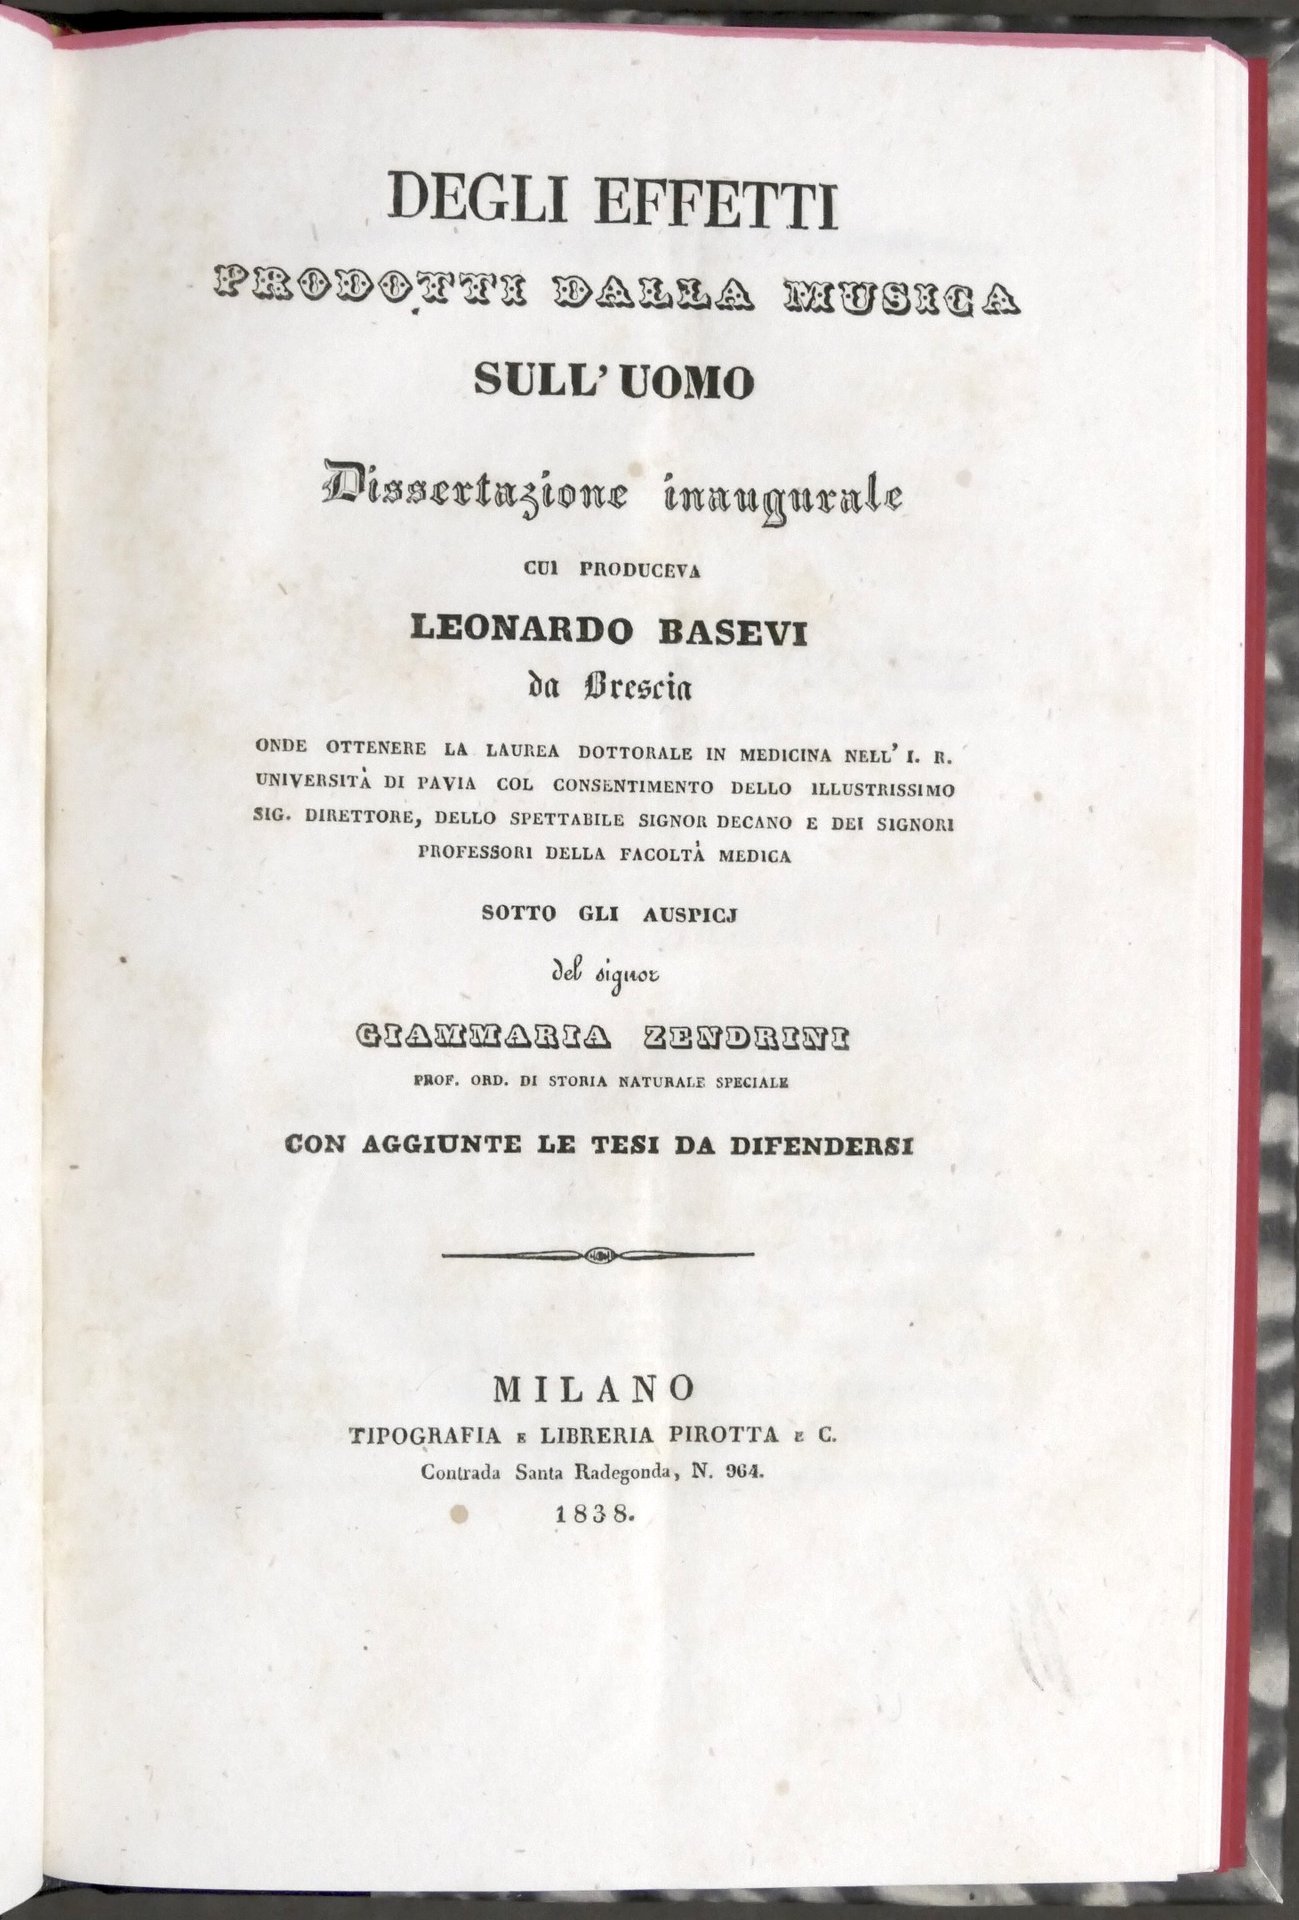 DEGLI EFFETTI
PRODOTTI DALLA MUSICA
SULL' UOMO
Dissertazione inaugurale
CUI PRODUCEVA
LEONARDO BASEVI
da Brescia
ONDE OTTENERE LA LAUREA DOTTORALE IN MEDICINA NELL' I. R.
UNIVERSITÀ DI PAVIA COL CONSENTIMENTO DELLO ILLUSTRISSIMO
SIG. DIRETTORE, DELLO SPETTABILE SIGNOR DECANO E DEI SIGNORI
PROFESSORI DELLA FACOLTÀ MEDICA
SOTTO GLI AUSPICJ
del signor
GIAMMARIA ZENDRINI
PROF. ORD. DI STORIA NATURALE SPECIALE
CON AGGIUNTE LE TESI DA DIFENDERSI
MILANO
TIPOGRAFIA E LIBRERIA PIROTTA E C.
Contrada Santa Radegonda, N. 964.
1838.